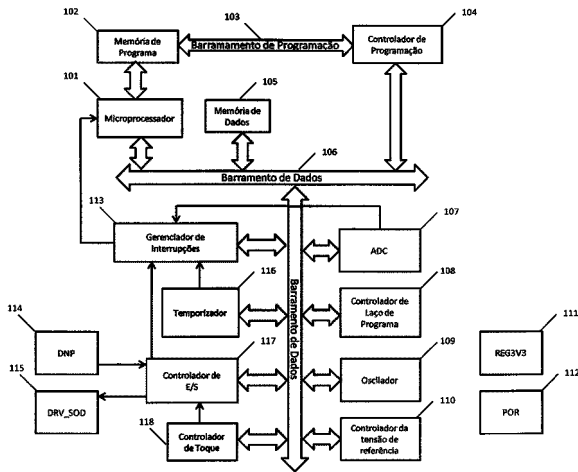 102
103
104
Memória de
Programa
Barramamento de Programação
Controlador de
Programação
101
105
Microprocessador
Memória de
Dados
106
Barramento de Dados
113
107
Gerenciador de
Interrupções
ADC
116
108
Temporizador
Barramento de Dados
Controlador de
Laço de
Programa
114
117
109
111
DNP
Controlador de
E/S
Oscilador
REG3V3
115
110
112
DRV_SOD
118
Controlador
de Toque
Controlador da
tensão de
referência
POR